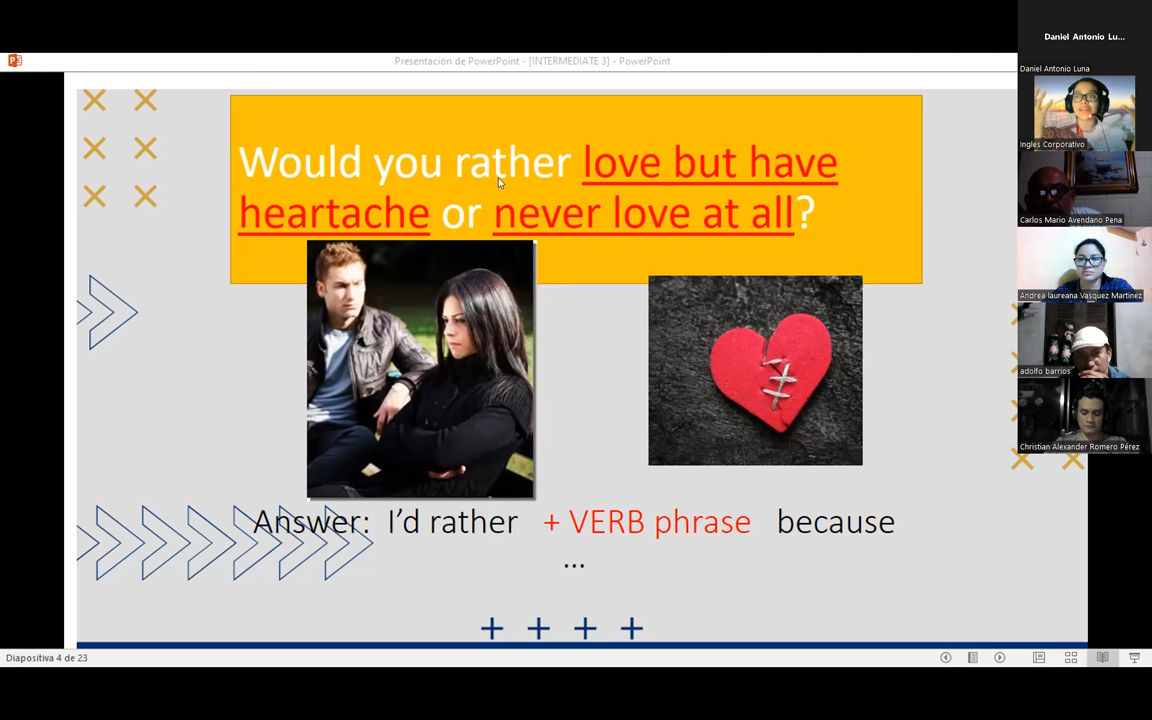 Daniel Antonio Lu...
Presentación de PowerPoint - [INTERMEDIATE 3] - PowerPoint
Daniel Antonio Luna
Ingles Corporativo
Would you rather love but have
heartache or never love at all?
Carlos Mario Avendano Pena
Andrea laureana Vasquez Martinez
adolfo barrios
Christian Alexander Romero Pérez
Answer: I'd rather + VERB phrase because
...
Diapositiva 4 de 23